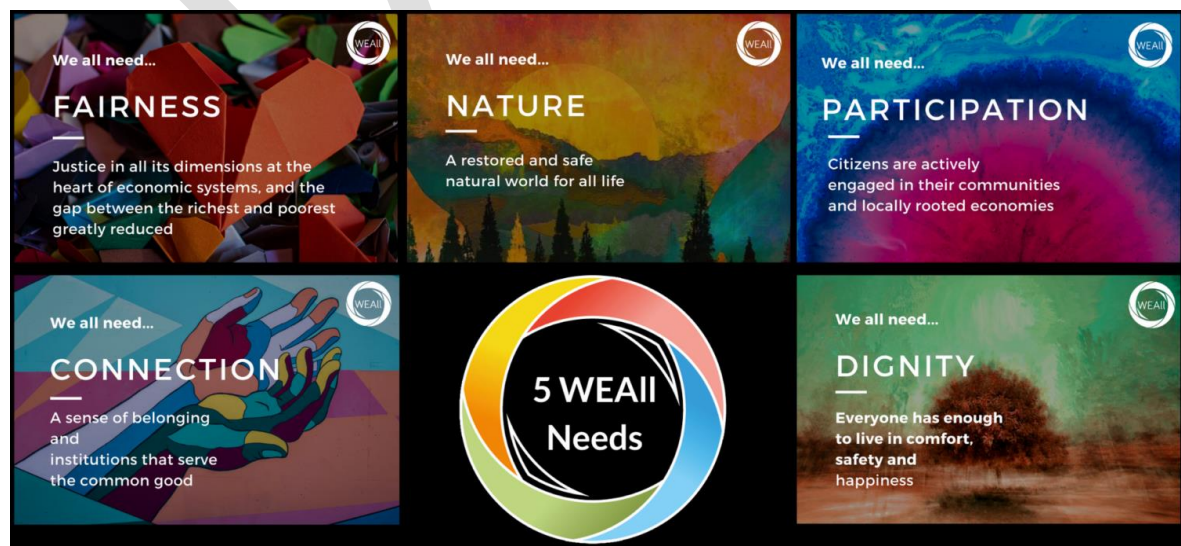 We all need...
WEAll
FAIRNESS
Justice in all its dimensions at the
heart of economic systems, and the
gap between the richest and poorest
greatly reduced
We all need...
WEAll
NATURE
A restored and safe
natural world for all life
We all need...
WEAll
PARTICIPATION
Citizens are actively
engaged in their communities
and locally rooted economies
We all need...
WEAll
CONNECTION
A sense of belonging
and
institutions that serve
the common good
5 WEAll
Needs
We all need...
WEAll
DIGNITY
Everyone has enough
to live in comfort,
safety and
happiness